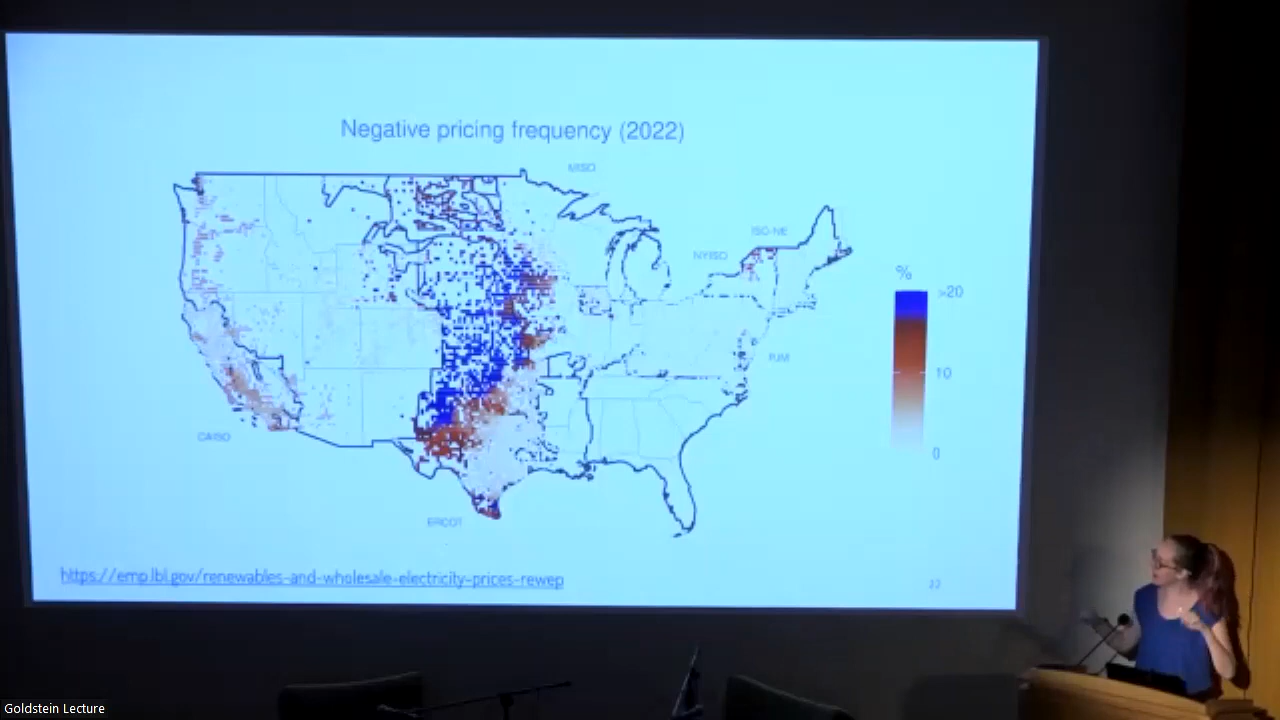 Negative pricing frequency (2022)
MISO
ISO-NE
NYISO
%
>20
PJM
10
CAISO
0
ERCOT
https://emp.lbl.gov/renewables-and-wholesale-electricity-prices-rewep
22
Goldstein Lecture